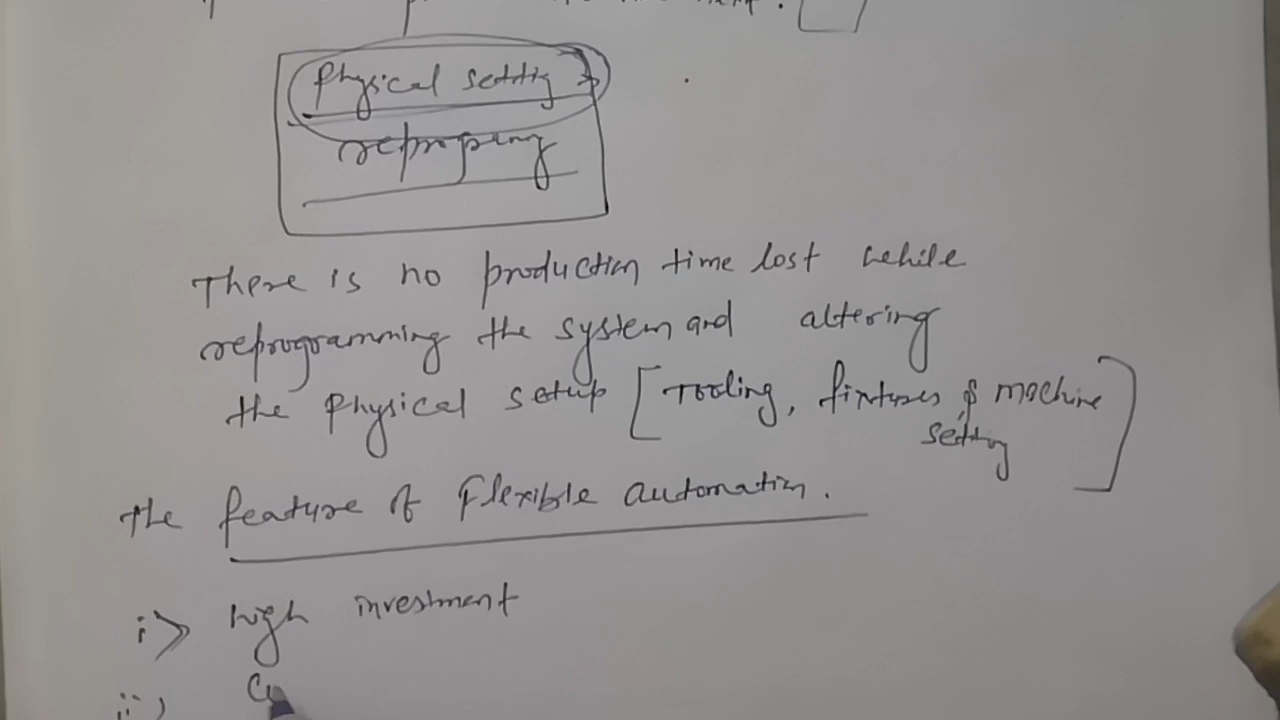 Physical setting
There is no production time lost while
reprogramming the system and altering
the Physical setup [Tooling, fixtures & machine
setting]
the feature of Flexible automation.
i> high investment
ii)